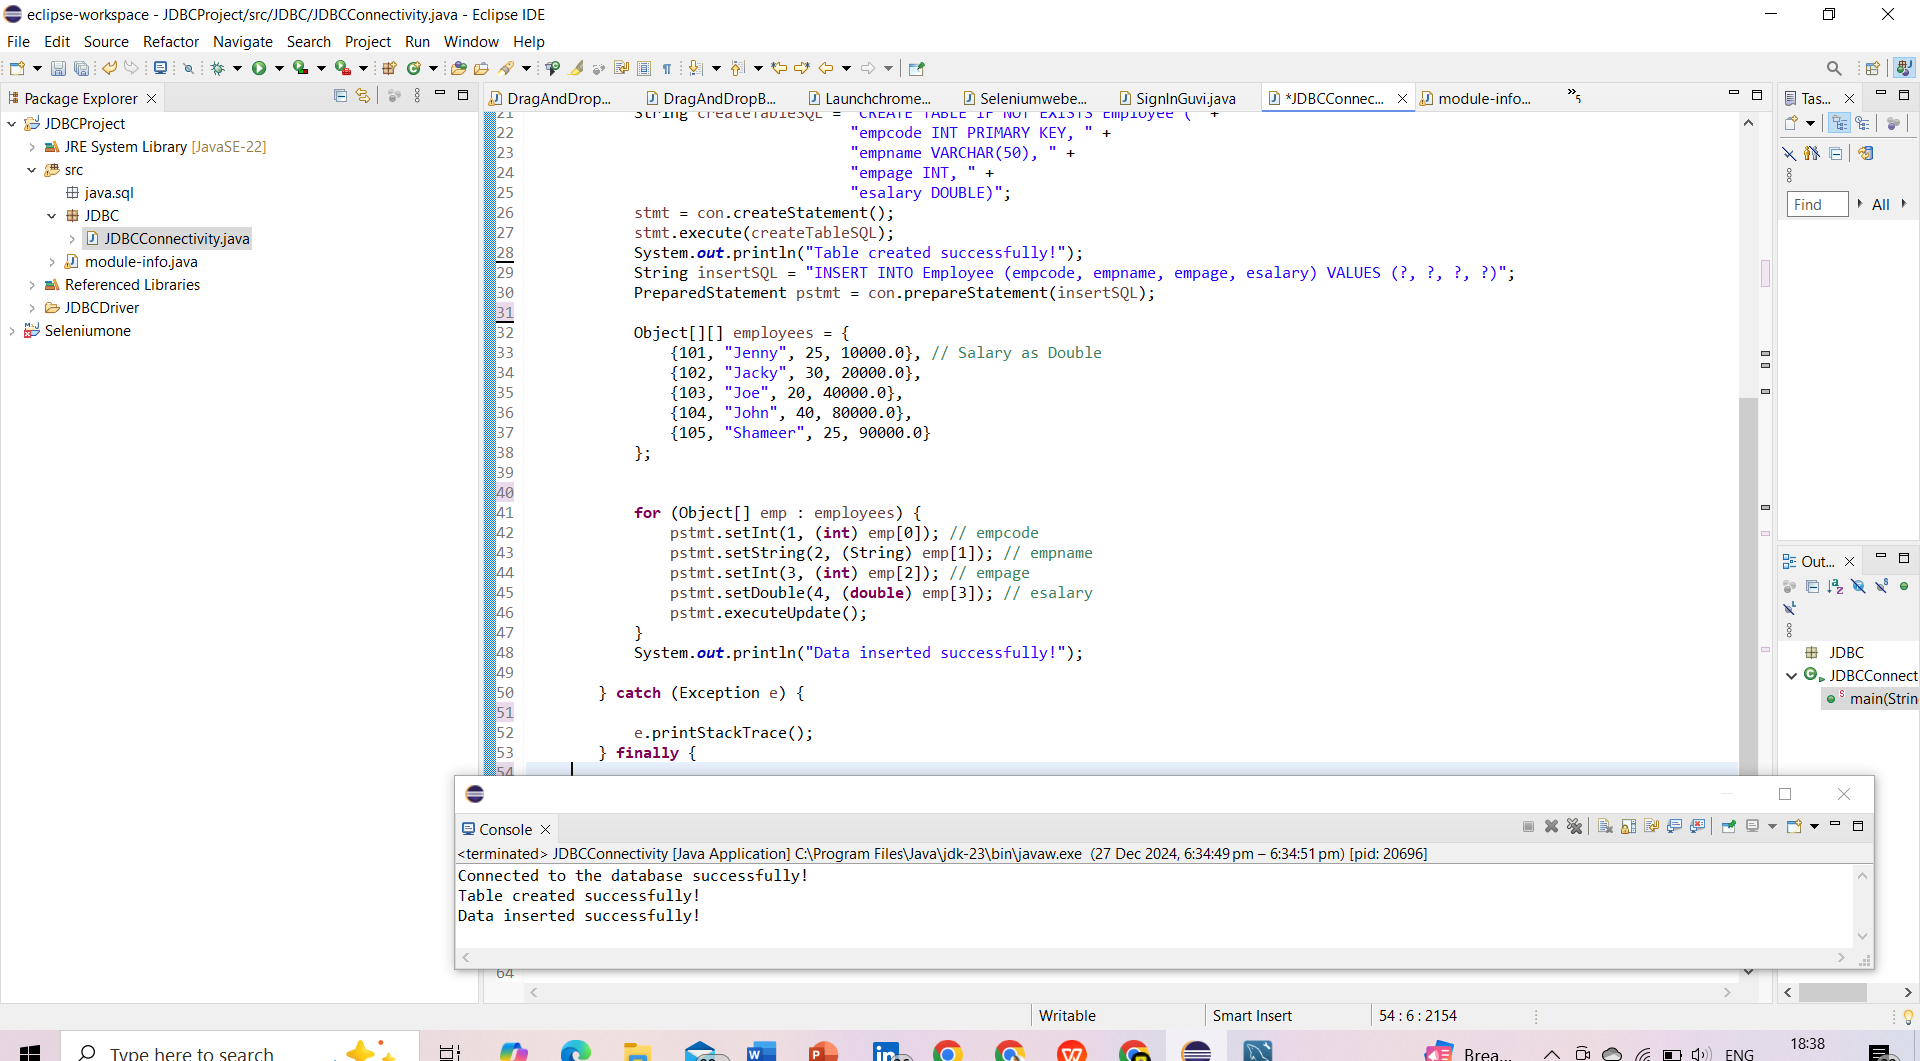 eclipse-workspace - JDBCProject/src/JDBC/JDBCConnectivity.java - Eclipse IDE
File Edit Source Refactor Navigate Search Project Run Window Help
Package Explorer
JDBCProject
JRE System Library [JavaSE-22]
src
java.sql
JDBC
JDBCConnectivity.java
module-info.java
Referenced Libraries
JDBCDriver
Seleniumone
DragAndDrop... DragAndDropB... Launchchrome... Seleniumwebe... SignInGuvi.java *JDBCConnec... module-info... »5
21 String createTableSQL = "CREATE TABLE IF NOT EXISTS Employee (" +
22 "empcode INT PRIMARY KEY, " +
23 "empname VARCHAR(50), " +
24 "empage INT, " +
25 "esalary DOUBLE)";
26 stmt = con.createStatement();
27 stmt.execute(createTableSQL);
28 System.out.println("Table created successfully!");
29 String insertSQL = "INSERT INTO Employee (empcode, empname, empage, esalary) VALUES (?, ?, ?, ?)";
30 PreparedStatement pstmt = con.prepareStatement(insertSQL);
31
32 Object[][] employees = {
33 {101, "Jenny", 25, 10000.0}, // Salary as Double
34 {102, "Jacky", 30, 20000.0},
35 {103, "Joe", 20, 40000.0},
36 {104, "John", 40, 80000.0},
37 {105, "Shameer", 25, 90000.0}
38 };
39
40
41 for (Object[] emp : employees) {
42 pstmt.setInt(1, (int) emp[0]); // empcode
43 pstmt.setString(2, (String) emp[1]); // empname
44 pstmt.setInt(3, (int) emp[2]); // empage
45 pstmt.setDouble(4, (double) emp[3]); // esalary
46 pstmt.executeUpdate();
47 }
48 System.out.println("Data inserted successfully!");
49
50 } catch (Exception e) {
51
52 e.printStackTrace();
53 } finally {
54
64
Tas...
Find All
Out...
JDBC
JDBCConnect
main(Strin
Console
<terminated> JDBCConnectivity [Java Application] C:\Program Files\Java\jdk-23\bin\javaw.exe (27 Dec 2024, 6:34:49 pm – 6:34:51 pm) [pid: 20696]
Connected to the database successfully!
Table created successfully!
Data inserted successfully!
Writable Smart Insert 54 : 6 : 2154
Type here to search
Brea...
ENG
18:38